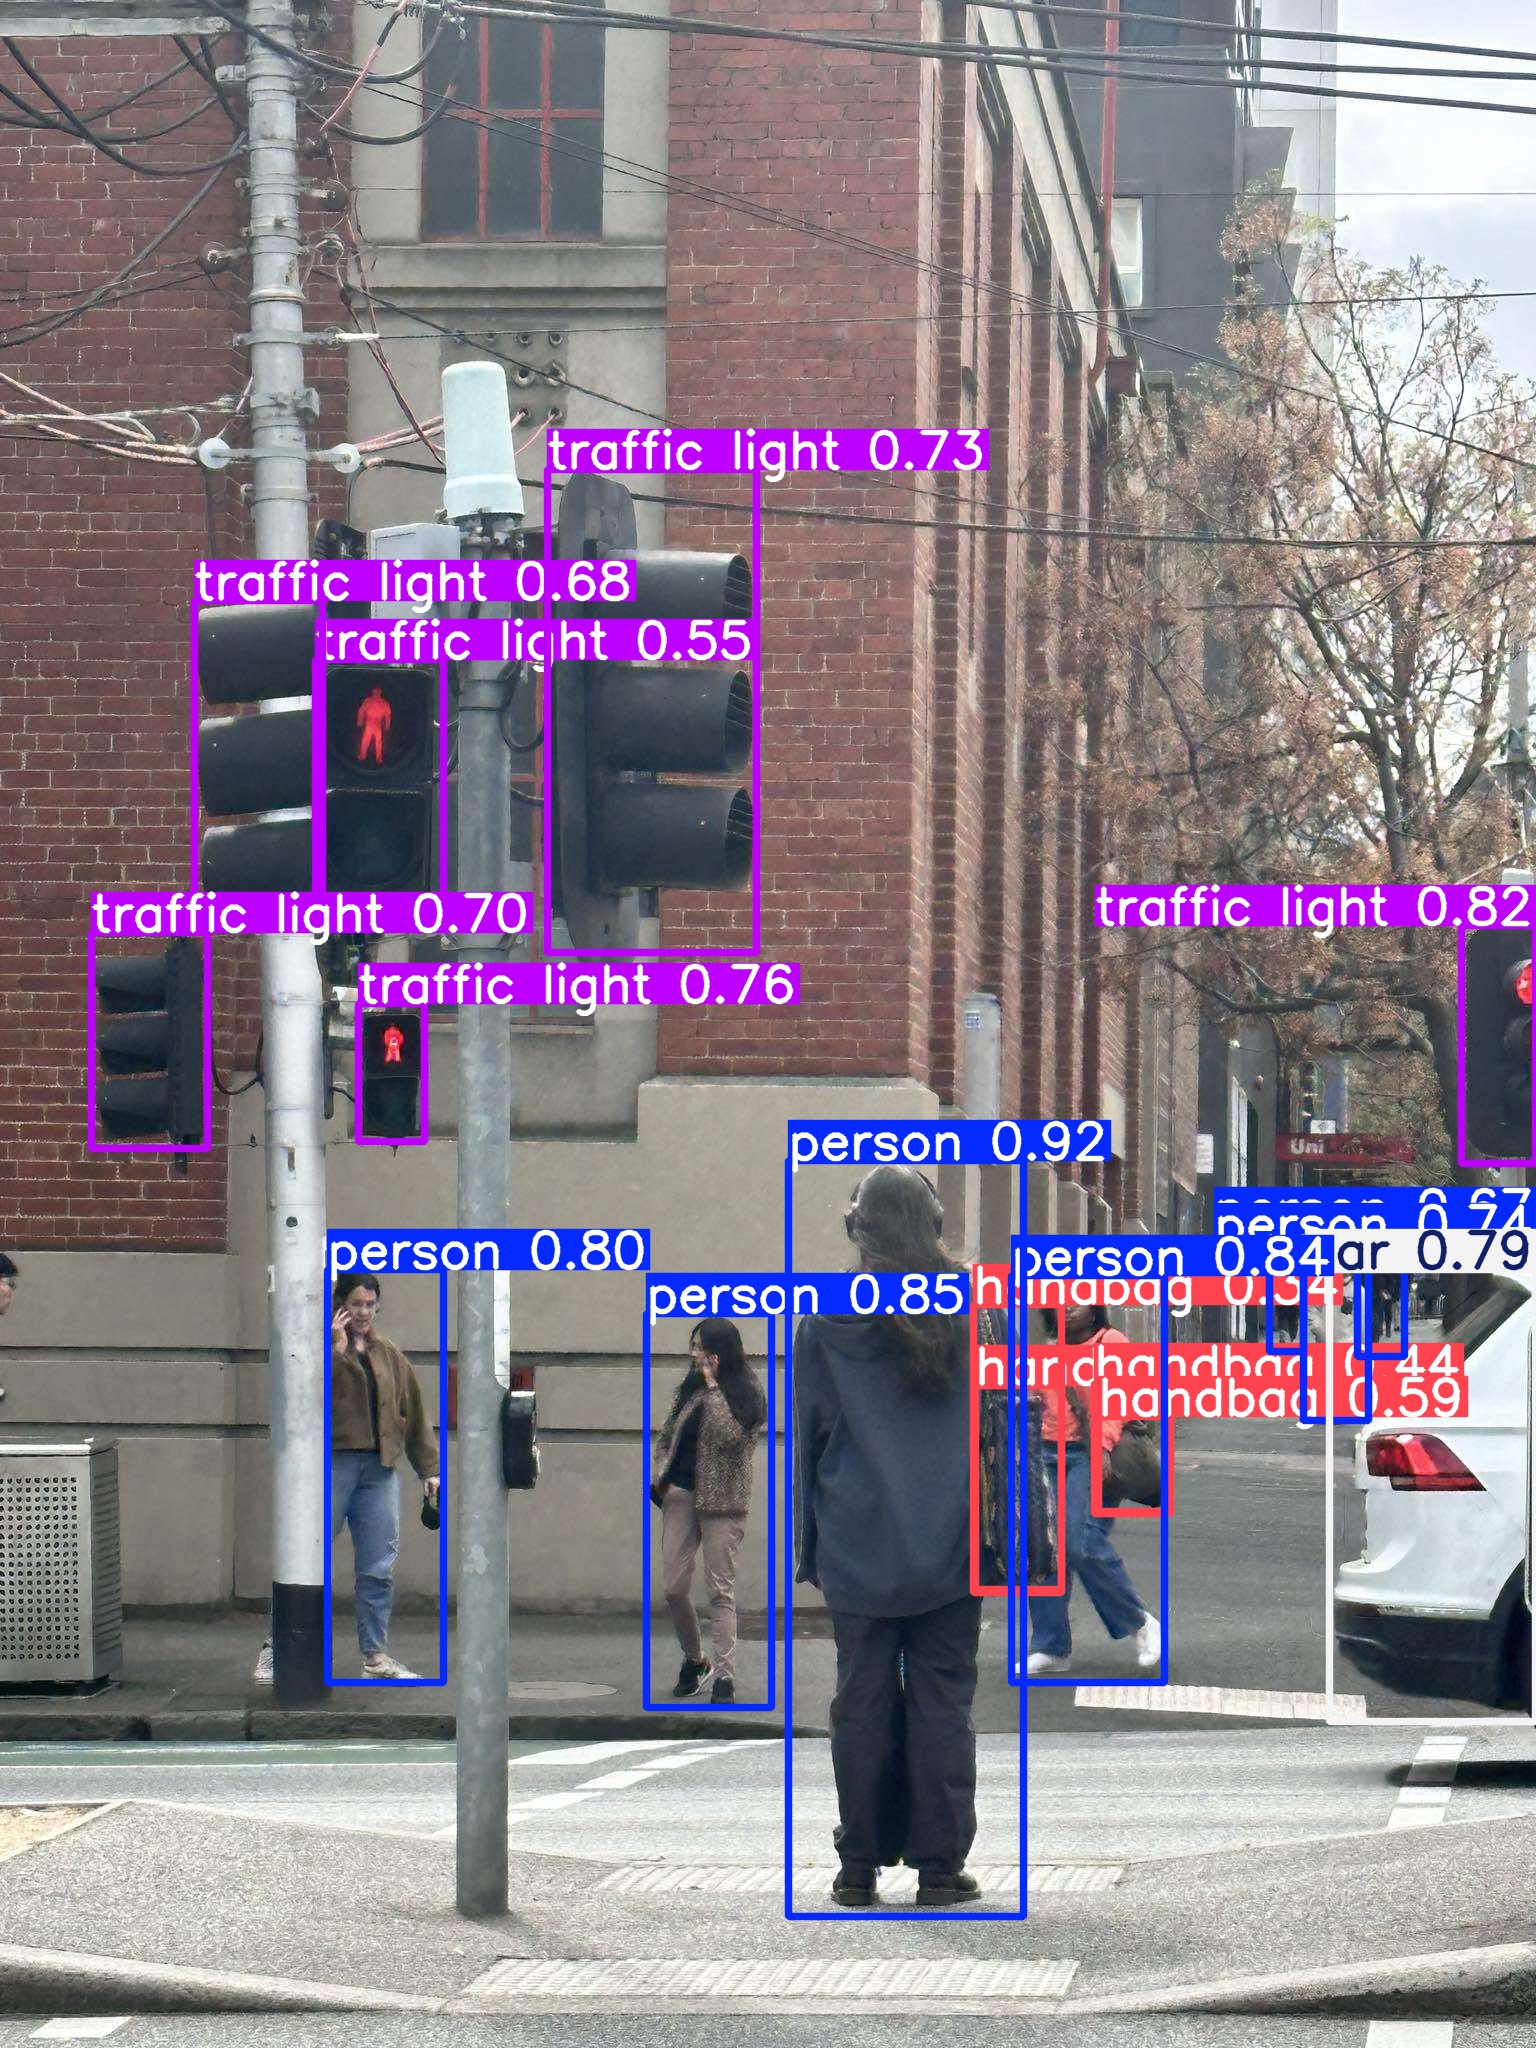 traffic light 0.73
traffic light 0.68
traffic light 0.55
traffic light 0.70
traffic light 0.82
traffic light 0.76
person 0.92
Uni
person 0.67
person 0.74
person 0.80
person 0.84
ar 0.79
person 0.85
handbag 0.34
handbag 0.44
handbag 0.59